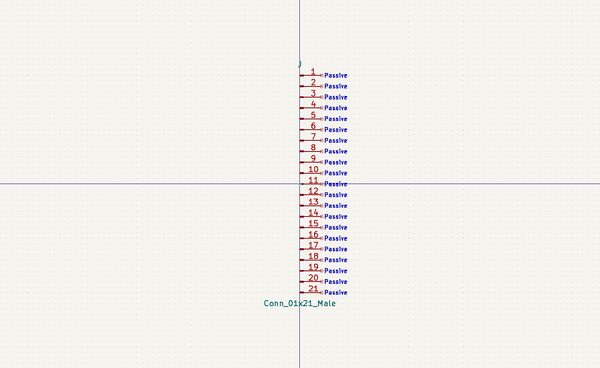 J
1 Passive
2 Passive
3 Passive
4 Passive
5 Passive
6 Passive
7 Passive
8 Passive
9 Passive
10 Passive
11 Passive
12 Passive
13 Passive
14 Passive
15 Passive
16 Passive
17 Passive
18 Passive
19 Passive
20 Passive
21 Passive
Conn_01x21_Male